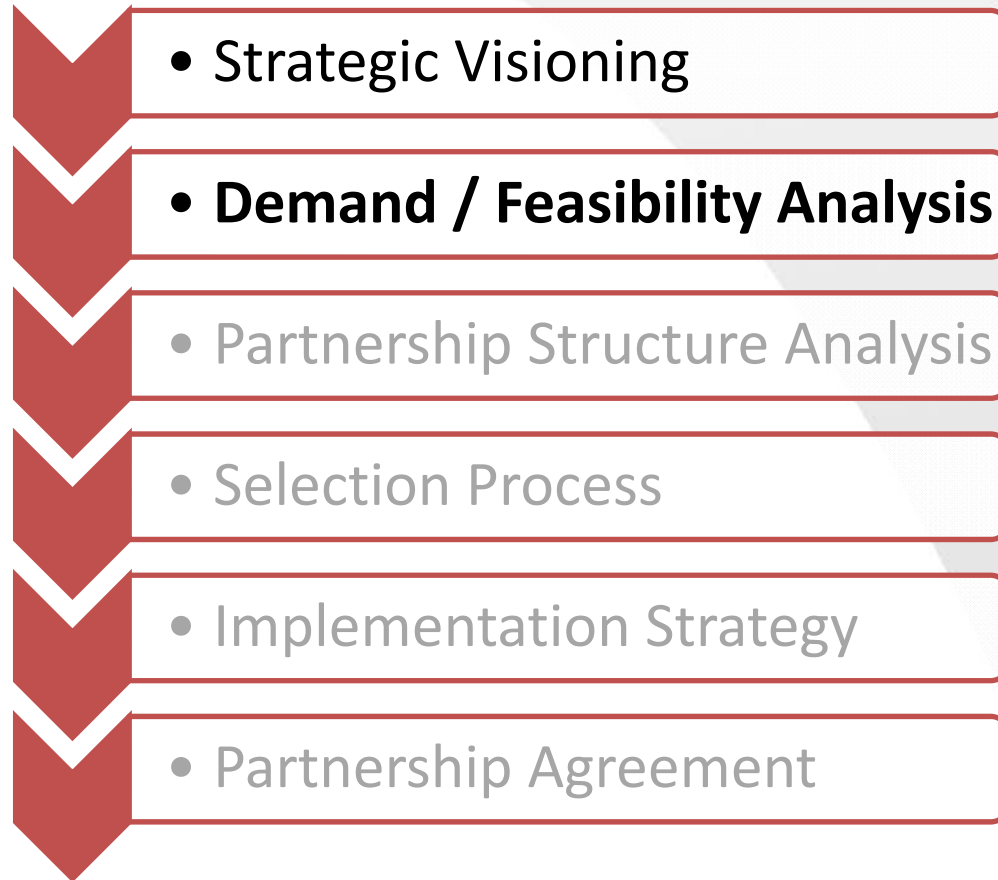 • Strategic Visioning
• Demand / Feasibility Analysis
• Partnership Structure Analysis
• Selection Process
• Implementation Strategy
• Partnership Agreement